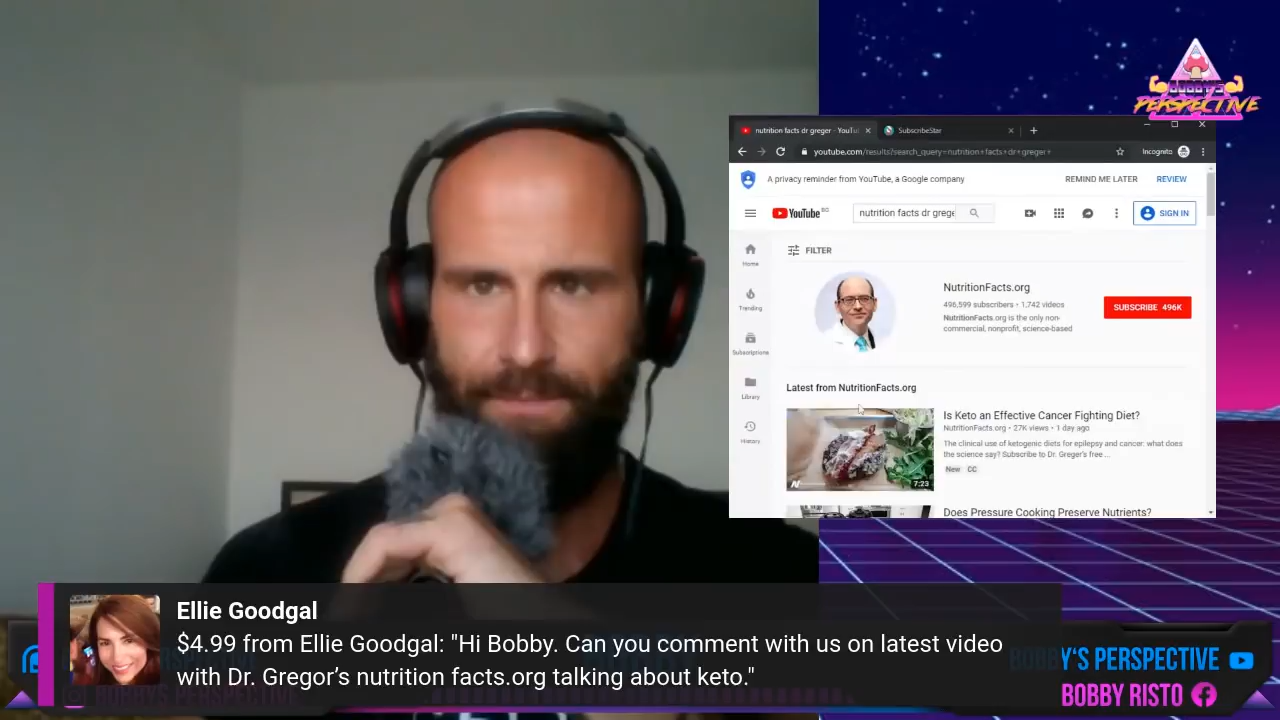 BOBBY'S
PERSPECTIVE
nutrition facts dr greger - YouTu
SubscribeStar
youtube.com/results?search_query=nutrition+facts+dr+greger+
Incognito
A privacy reminder from YouTube, a Google company
REMIND ME LATER
REVIEW
YouTube BG
nutrition facts dr grege
SIGN IN
FILTER
Home
Trending
Subscriptions
Library
History
NutritionFacts.org
496,599 subscribers • 1,742 videos
NutritionFacts.org is the only non-
commercial, nonprofit, science-based
SUBSCRIBE 496K
Latest from NutritionFacts.org
Is Keto an Effective Cancer Fighting Diet?
NutritionFacts.org • 27K views • 1 day ago
The clinical use of ketogenic diets for epilepsy and cancer: what does
the science say? Subscribe to Dr. Greger's free ...
New CC
7:23
Does Pressure Cooking Preserve Nutrients?
Ellie Goodgal
$4.99 from Ellie Goodgal: "Hi Bobby. Can you comment with us on latest video
with Dr. Gregor’s nutrition facts.org talking about keto."
BOBBY'S PERSPECTIVE
BOBBY RISTO
BOBBYS PERSPECTIVE